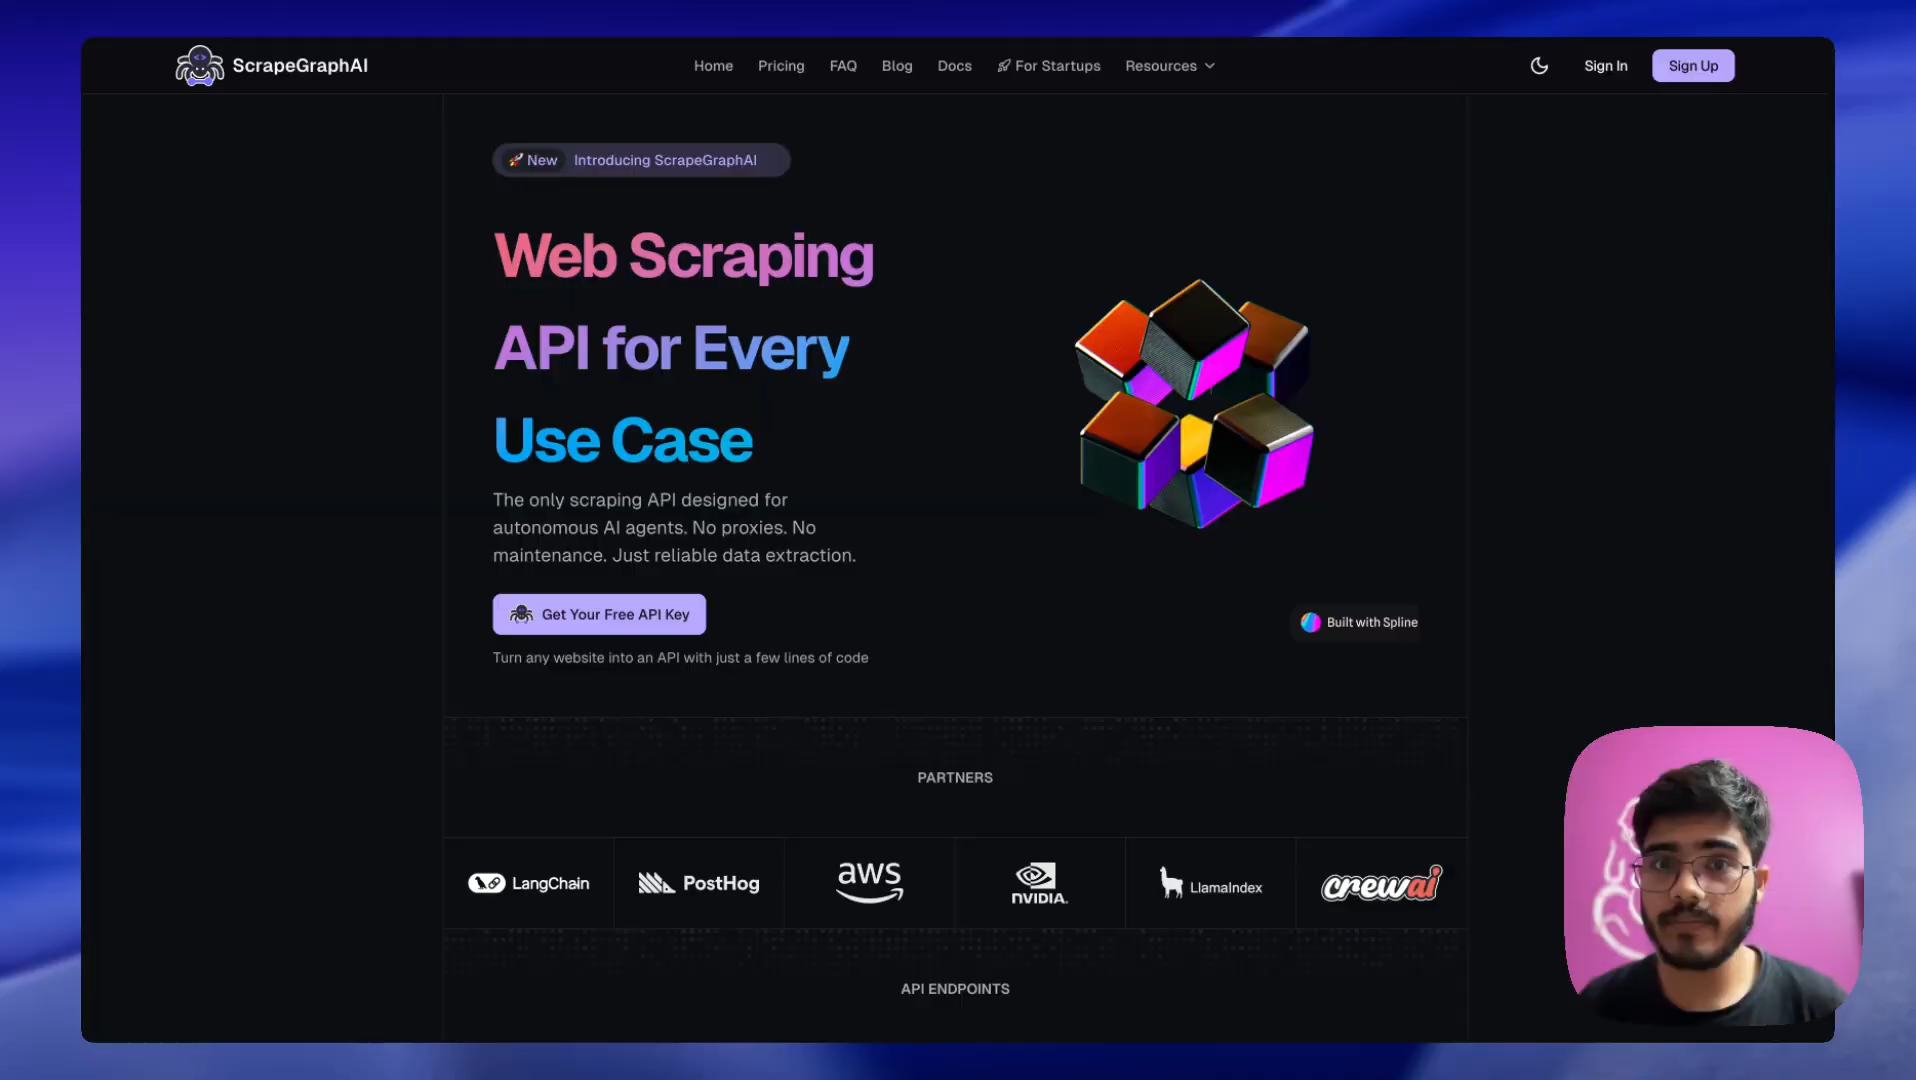 ScrapeGraphAI
Home
Pricing
FAQ
Blog
Docs
For Startups
Resources
Sign In
Sign Up
New
Introducing ScrapeGraphAI
Web Scraping
API for Every
Use Case
The only scraping API designed for
autonomous AI agents. No proxies. No
maintenance. Just reliable data extraction.
Get Your Free API Key
Turn any website into an API with just a few lines of code
Built with Spline
PARTNERS
LangChain
PostHog
aws
NVIDIA.
LlamaIndex
crewai
API ENDPOINTS